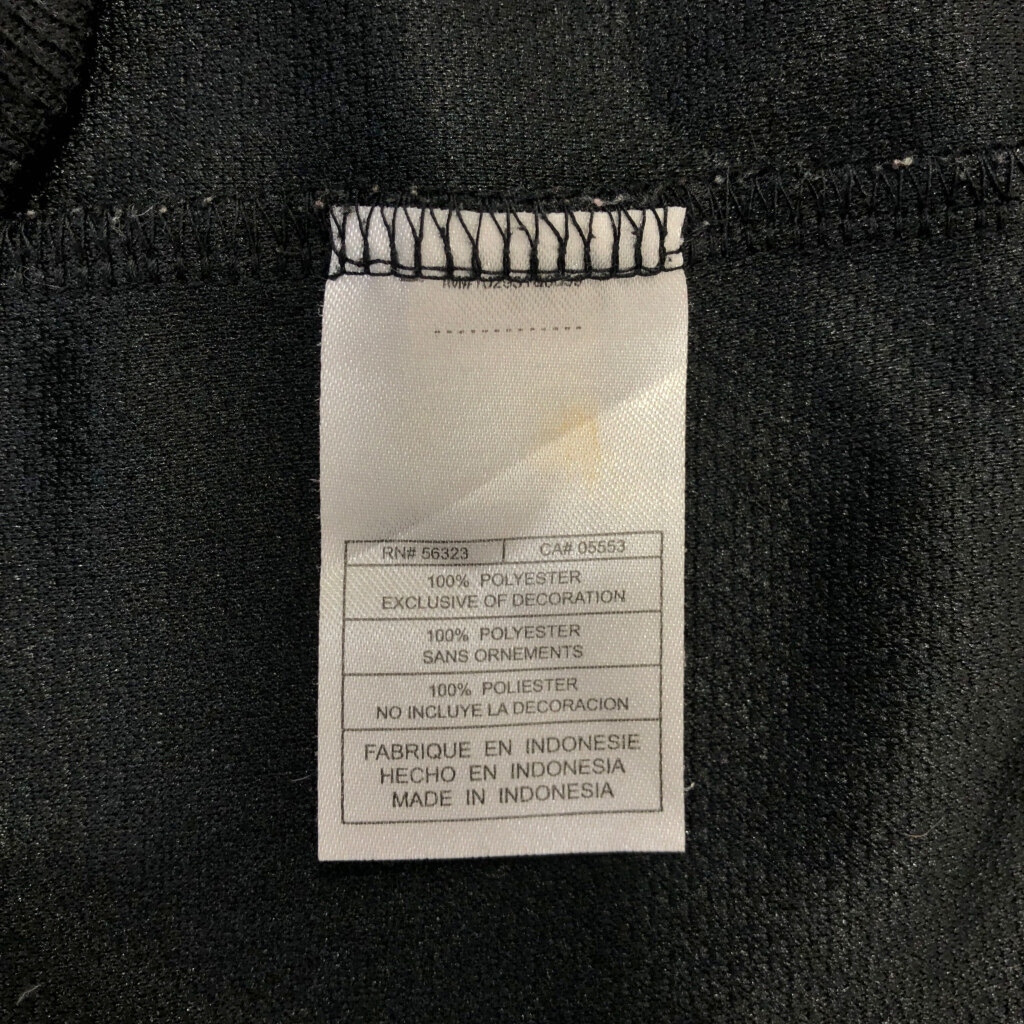 RN# 56323 CA# 05553
100% POLYESTER
EXCLUSIVE OF DECORATION
100% POLYESTER
SANS ORNEMENTS
100% POLIESTER
NO INCLUYE LA DECORACION
FABRIQUE EN INDONESIE
HECHO EN INDONESIA
MADE IN INDONESIA